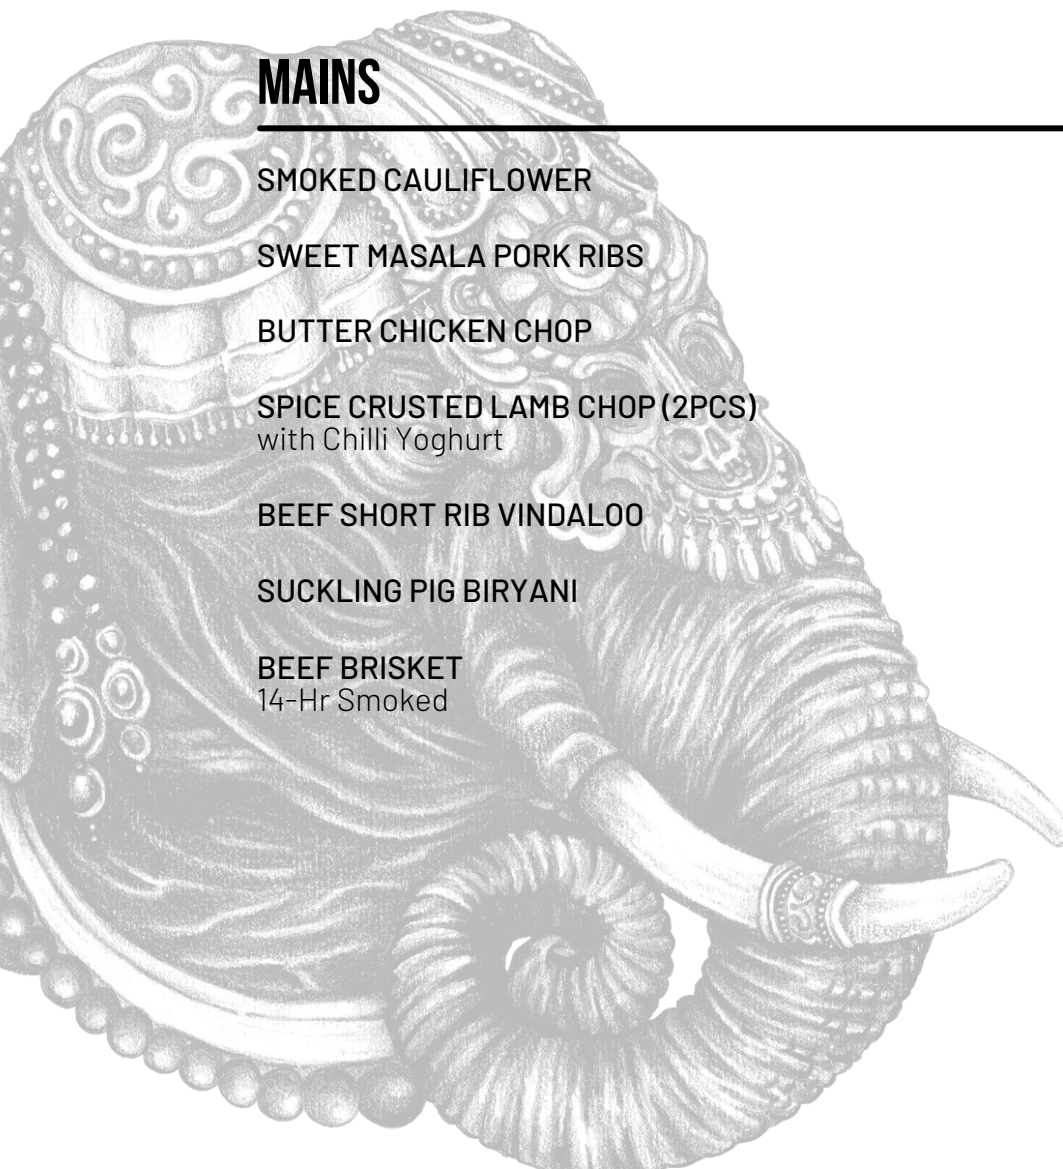 MAINS
SMOKED CAULIFLOWER
SWEET MASALA PORK RIBS
BUTTER CHICKEN CHOP
SPICE CRUSTED LAMB CHOP (2PCS)
with Chilli Yoghurt
BEEF SHORT RIB VINDALOO
SUCKLING PIG BIRYANI
BEEF BRISKET
14-Hr Smoked